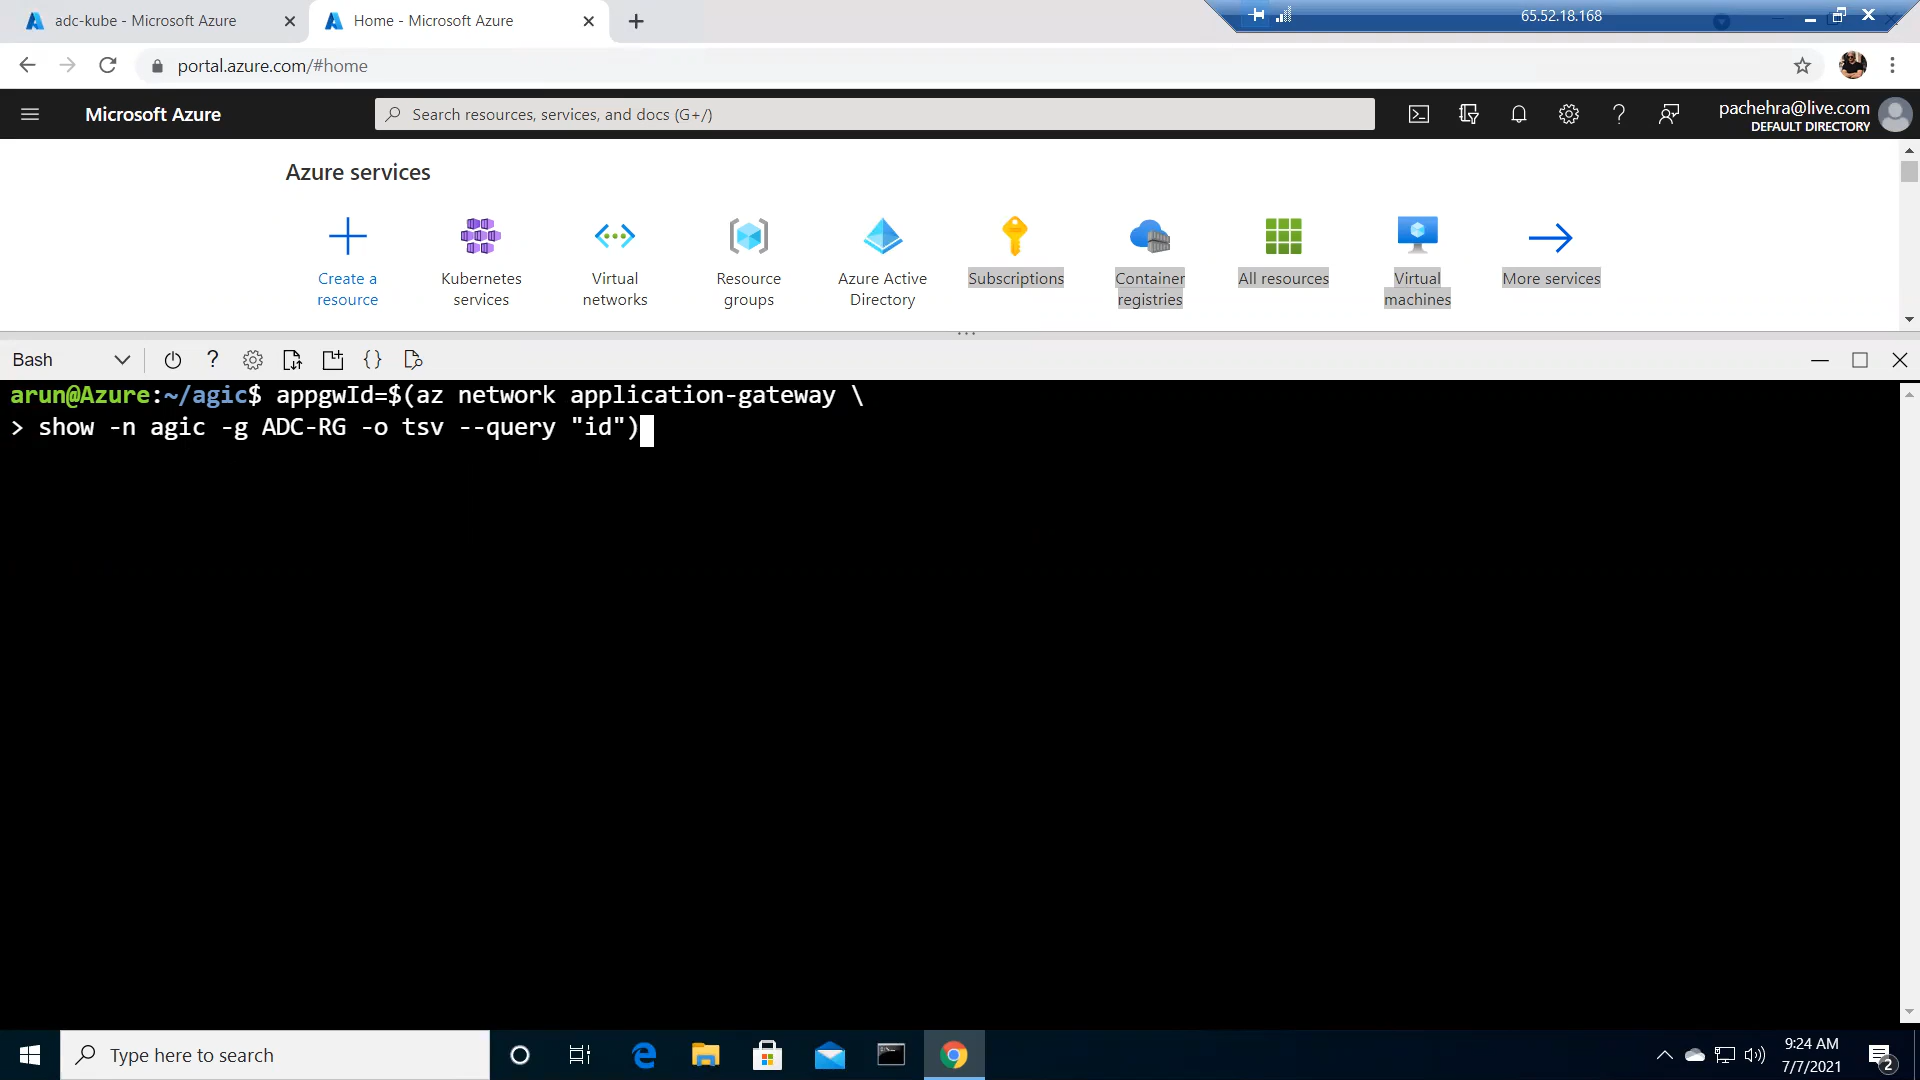 adc-kube - Microsoft Azure
Home - Microsoft Azure
65.52.18.168
portal.azure.com/#home
Microsoft Azure
Search resources, services, and docs (G+/)
pachehra@live.com
DEFAULT DIRECTORY
Azure services
Create a resource
Kubernetes services
Virtual networks
Resource groups
Azure Active Directory
Subscriptions
Container registries
All resources
Virtual machines
More services
Bash
arun@Azure:~/agic$ appgwId=$(az network application-gateway \
> show -n agic -g ADC-RG -o tsv --query "id")
Type here to search
9:24 AM
7/7/2021
2